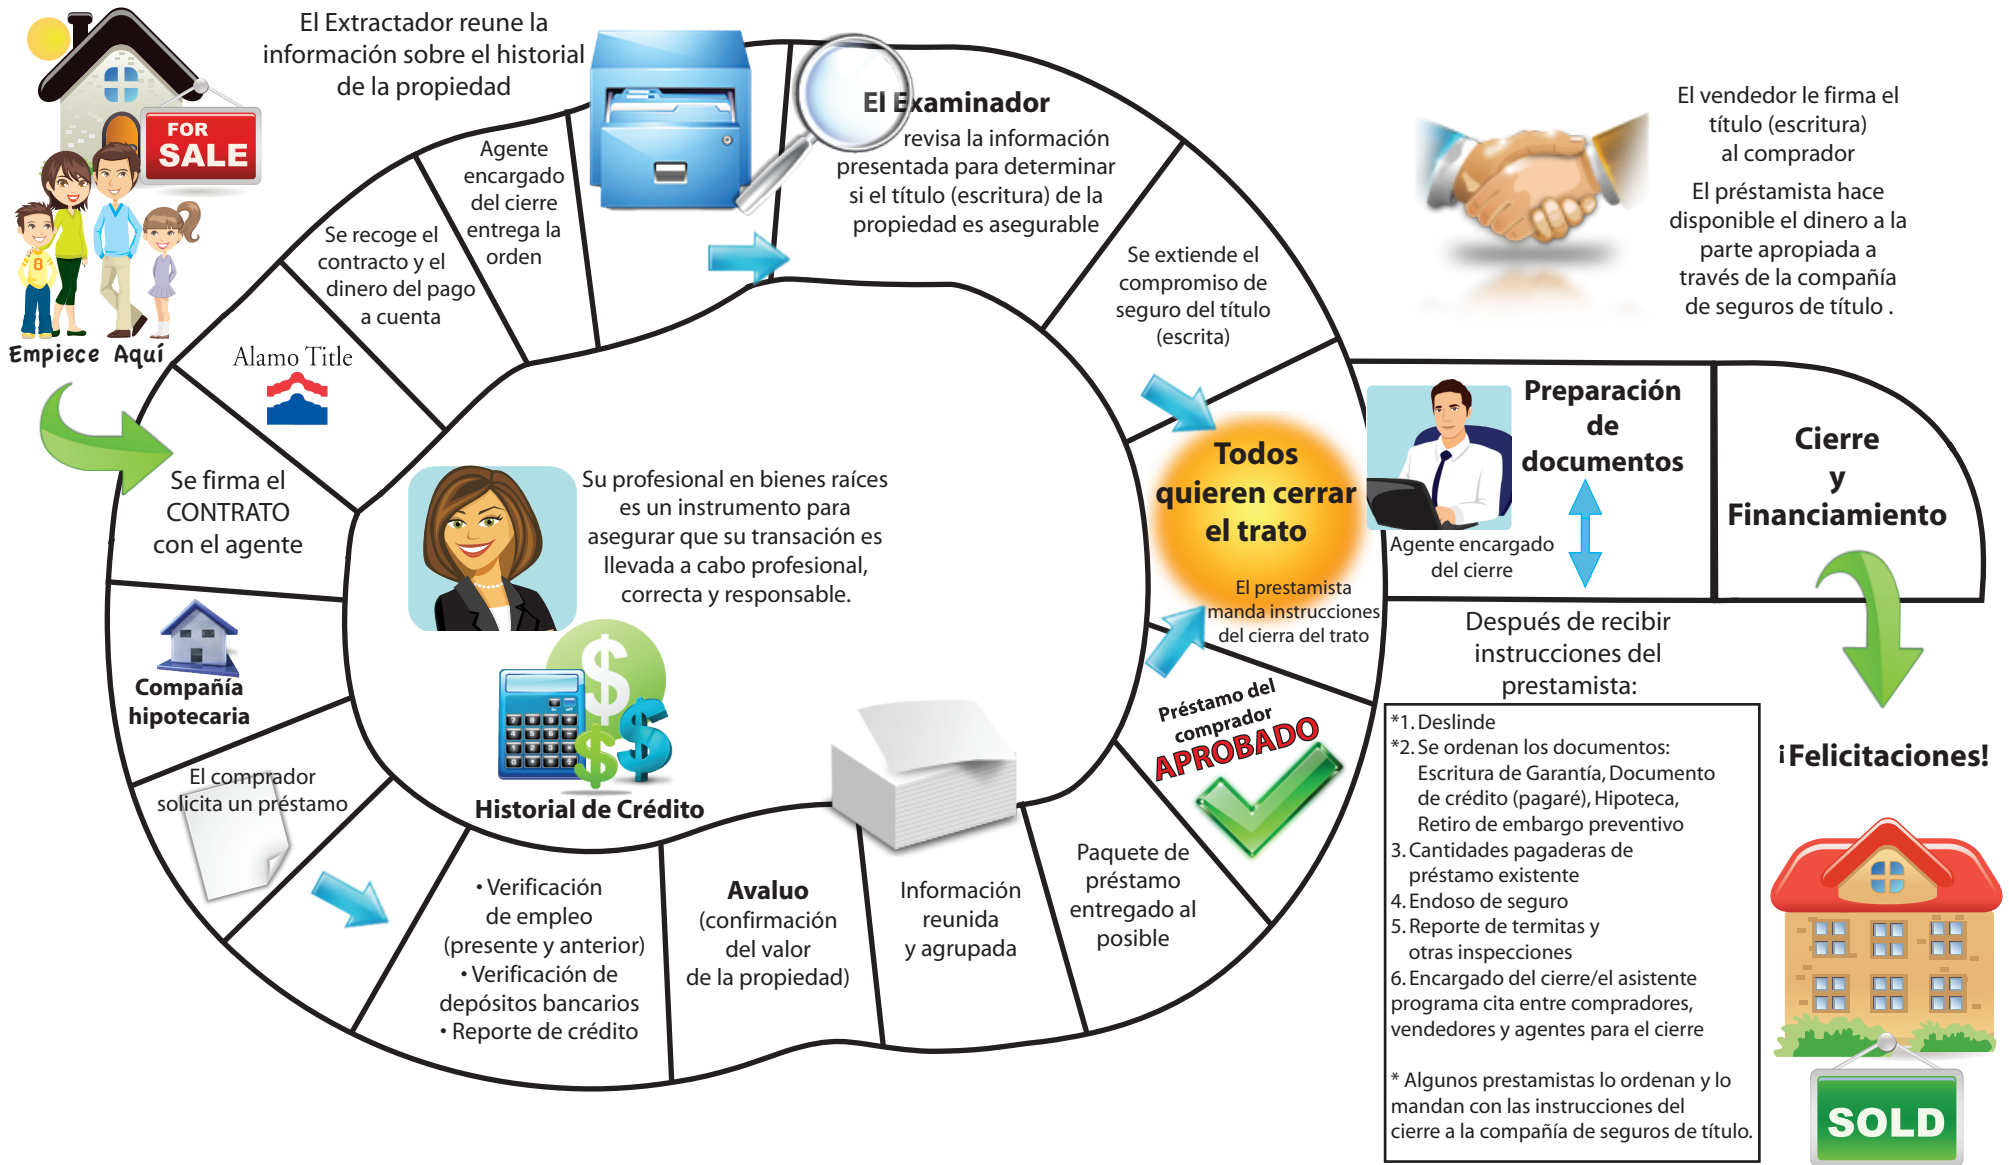 El Extractador reune la
información sobre el historial
de la propiedad
FOR
SALE
Empiece Aquí
Se firma el
CONTRATO
con el agente
Alamo Title
Se recoge el
contracto y el
dinero del pago
a cuenta
Agente
encargado
del cierre
entrega la
orden
El Examinador
revisa la información
presentada para determinar
si el título (escritura) de la
propiedad es asegurable
Se extiende el
compromiso de
seguro del título
(escrita)
Compañía
hipotecaria
El comprador
solicita un préstamo
• Verificación
de empleo
(presente y anterior)
• Verificación de
depósitos bancarios
• Reporte de crédito
Avaluo
(confirmación
del valor
de la propiedad)
Información
reunida
y agrupada
Paquete de
préstamo
entregado al
posible
Préstamo del
comprador
APROBADO
Su profesional en bienes raíces
es un instrumento para
asegurar que su transación es
llevada a cabo profesional,
correcta y responsable.
Historial de Crédito
Todos
quieren cerrar
el trato
El prestamista
manda instrucciones
del cierra del trato
Preparación
de
documentos
Agente encargado
del cierre
Cierre
y
Financiamiento
El vendedor le firma el
título (escritura)
al comprador
El préstamista hace
disponible el dinero a la
parte apropiada a
través de la compañía
de seguros de título .
Después de recibir
instrucciones del
prestamista:
*1. Deslinde
*2. Se ordenan los documentos:
Escritura de Garantía, Documento
de crédito (pagaré), Hipoteca,
Retiro de embargo preventivo
3. Cantidades pagaderas de
préstamo existente
4. Endoso de seguro
5. Reporte de termitas y
otras inspecciones
6. Encargado del cierre/el asistente
programa cita entre compradores,
vendedores y agentes para el cierre
* Algunos prestamistas lo ordenan y lo
mandan con las instrucciones del
cierre a la compañía de seguros de título.
¡Felicitaciones!
SOLD